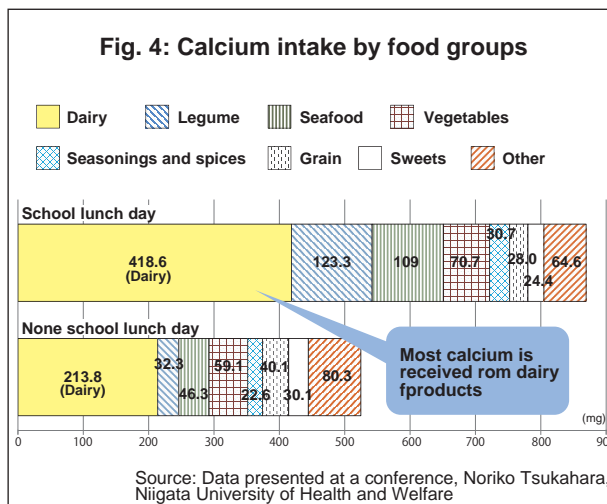 Fig. 4: Calcium intake by food groups
Dairy Legume Seafood Vegetables
Seasonings and spices Grain Sweets Other
School lunch day
418.6
(Dairy)
123.3
109
70.7
30.7
28.0
24.4
64.6
None school lunch day
213.8
(Dairy)
32.3
46.3
59.1
22.6
40.1
30.1
80.3
Most calcium is
received rom dairy
fproducts
(mg)
0 100 200 300 400 500 600 700 800 900
Source: Data presented at a conference, Noriko Tsukahara,
Niigata University of Health and Welfare